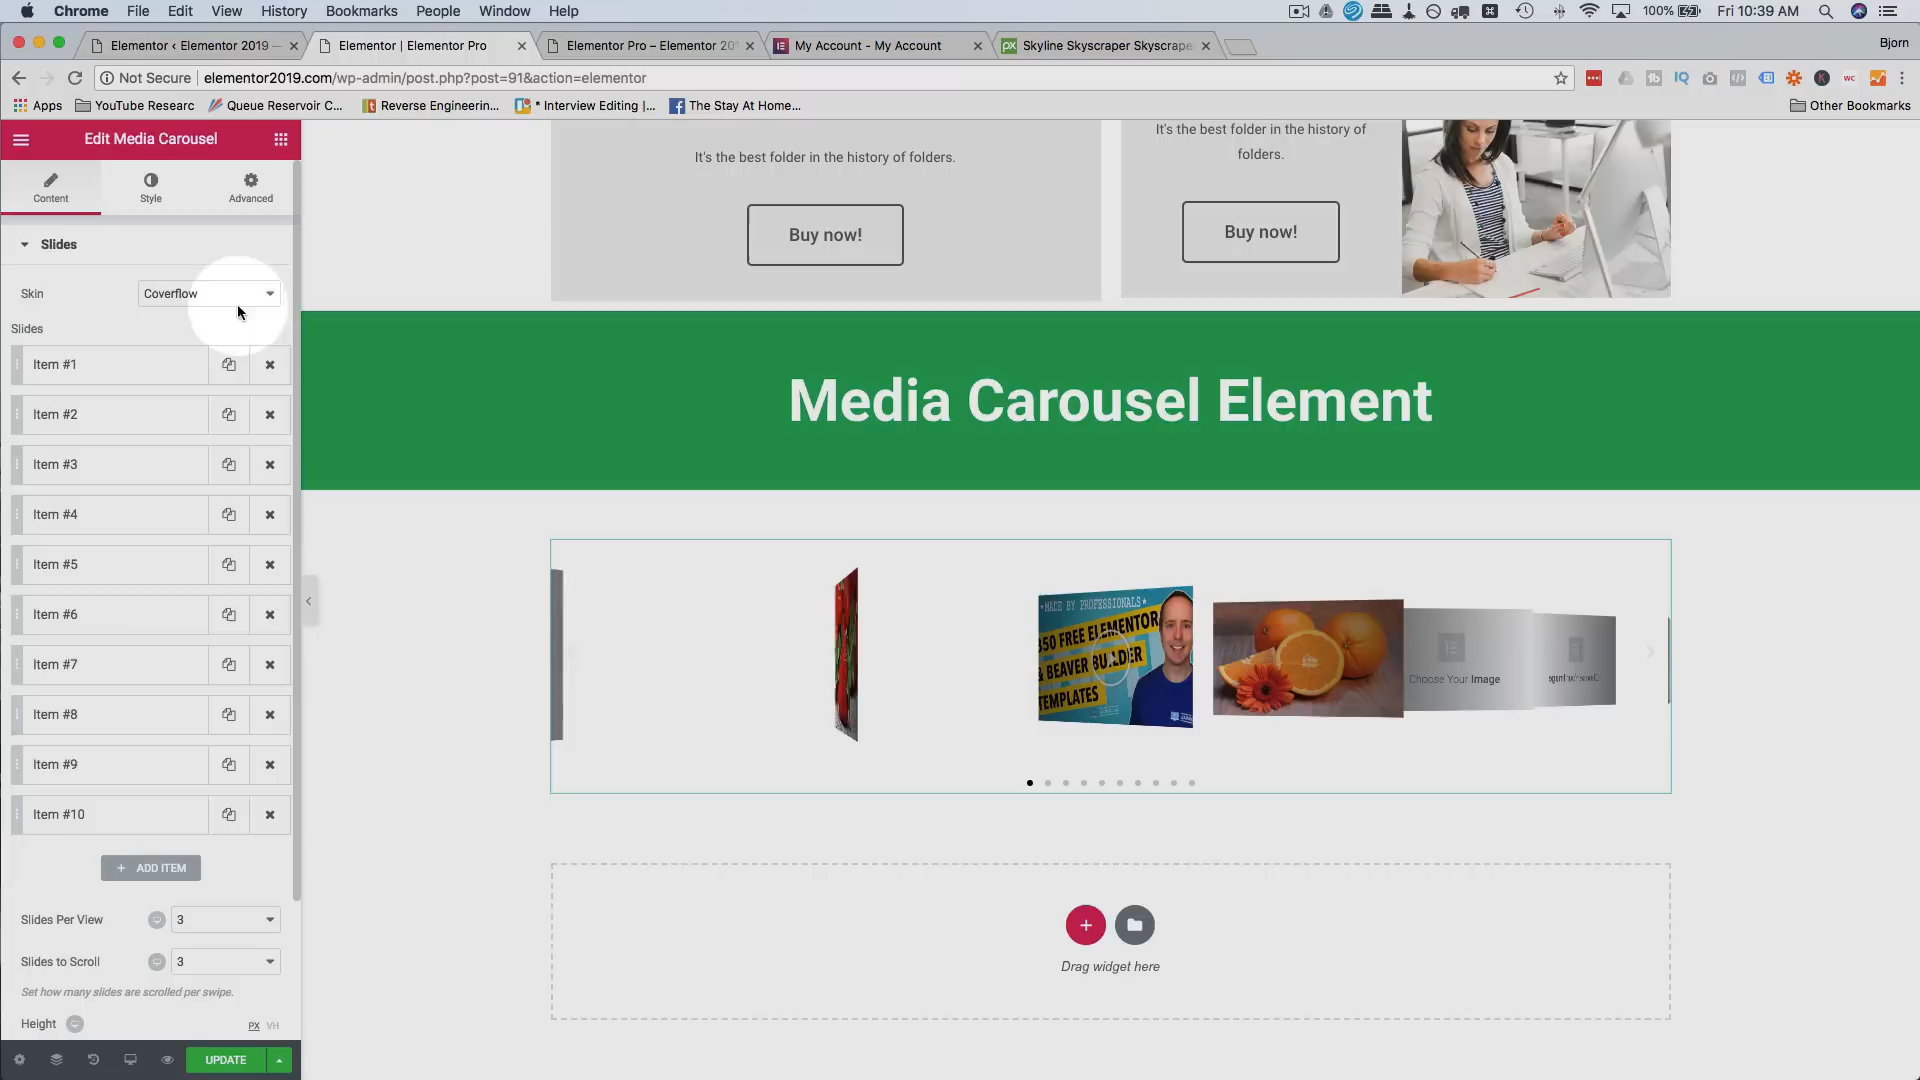 Chrome File Edit View History Bookmarks People Window Help 100% Fri 10:39 AM
Elementor ‹ Elementor 2019 — Elementor | Elementor Pro Elementor Pro – Elementor 201 My Account - My Account Skyline Skyscraper Skyscrape Bjorn
Not Secure | elementor2019.com/wp-admin/post.php?post=91&action=elementor
Apps YouTube Researc Queue Reservoir C... Reverse Engineerin... * Interview Editing |... The Stay At Home... Other Bookmarks
Edit Media Carousel
Content Style Advanced
Slides
Skin Coverflow
Slides
Item #1
Item #2
Item #3
Item #4
Item #5
Item #6
Item #7
Item #8
Item #9
Item #10
+ ADD ITEM
Slides Per View 3
Slides to Scroll 3
Set how many slides are scrolled per swipe.
Height PX VH
UPDATE
It's the best folder in the history of folders.
Buy now!
It's the best folder in the history of
folders.
Buy now!
Media Carousel Element
*MADE BY PROFESSIONALS*
350 FREE ELEMENTOR
& BEAVER BUILDER
TEMPLATES
Choose Your Image
Drag widget here